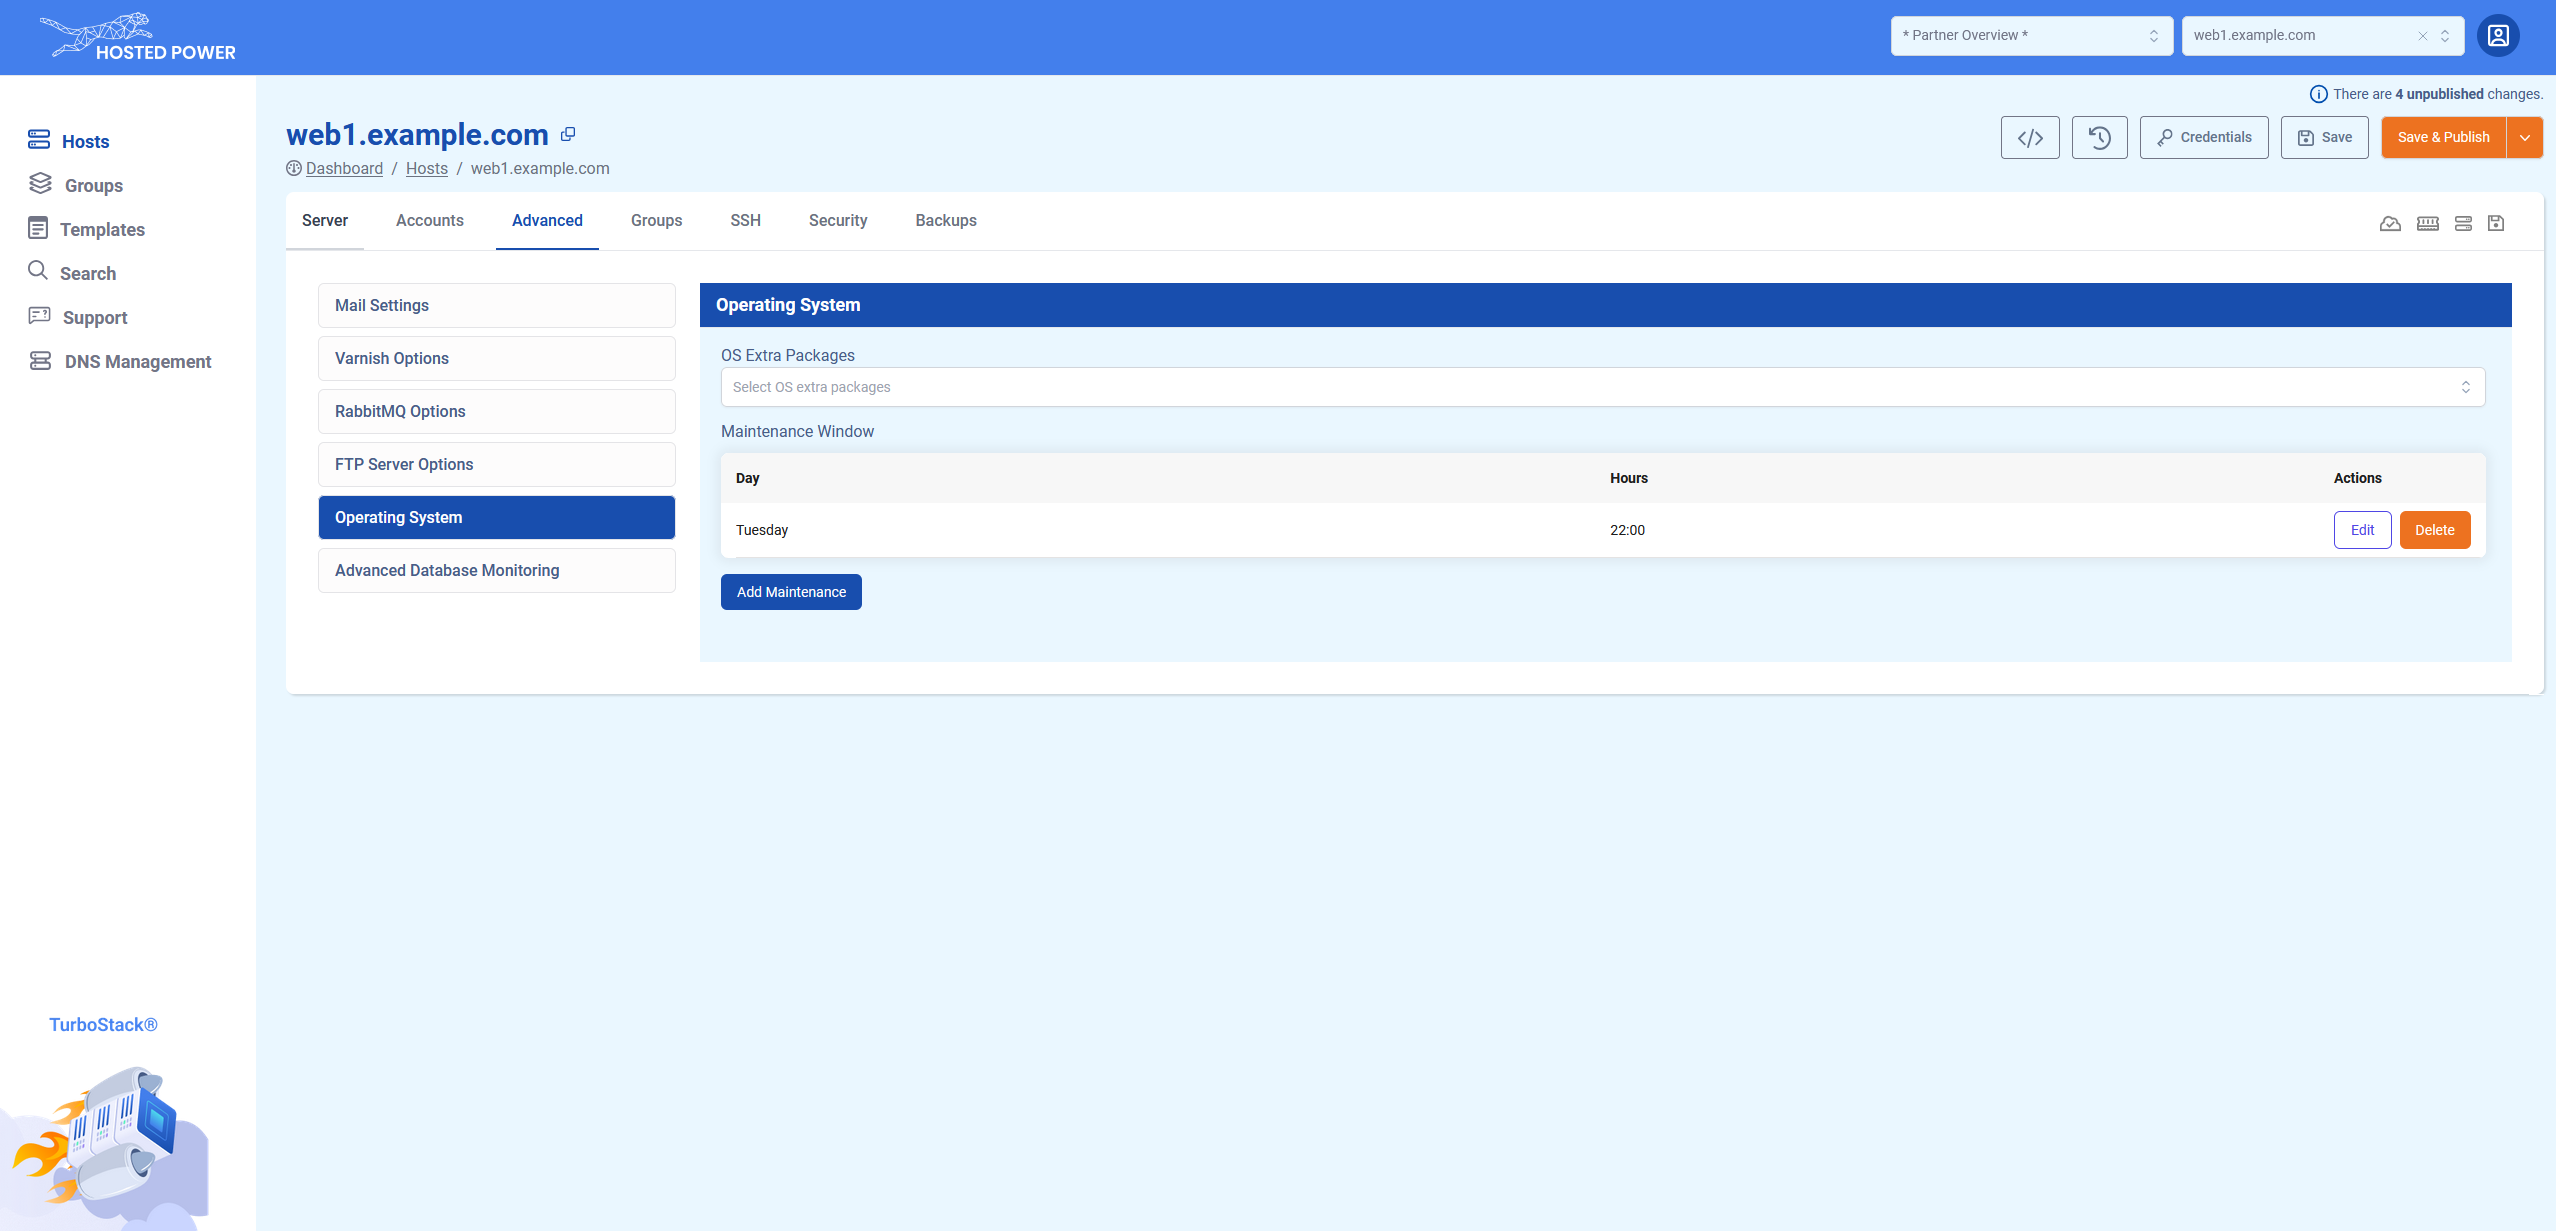 HOSTED POWER
* Partner Overview *
web1.example.com
There are 4 unpublished changes.
Hosts
Groups
Templates
Search
Support
DNS Management
TurboStack®
web1.example.com
Dashboard / Hosts / web1.example.com
Credentials
Save
Save & Publish
Server
Accounts
Advanced
Groups
SSH
Security
Backups
Mail Settings
Varnish Options
RabbitMQ Options
FTP Server Options
Operating System
Advanced Database Monitoring
Operating System
OS Extra Packages
Select OS extra packages
Maintenance Window
Day Hours Actions
Tuesday 22:00 Edit Delete
Add Maintenance